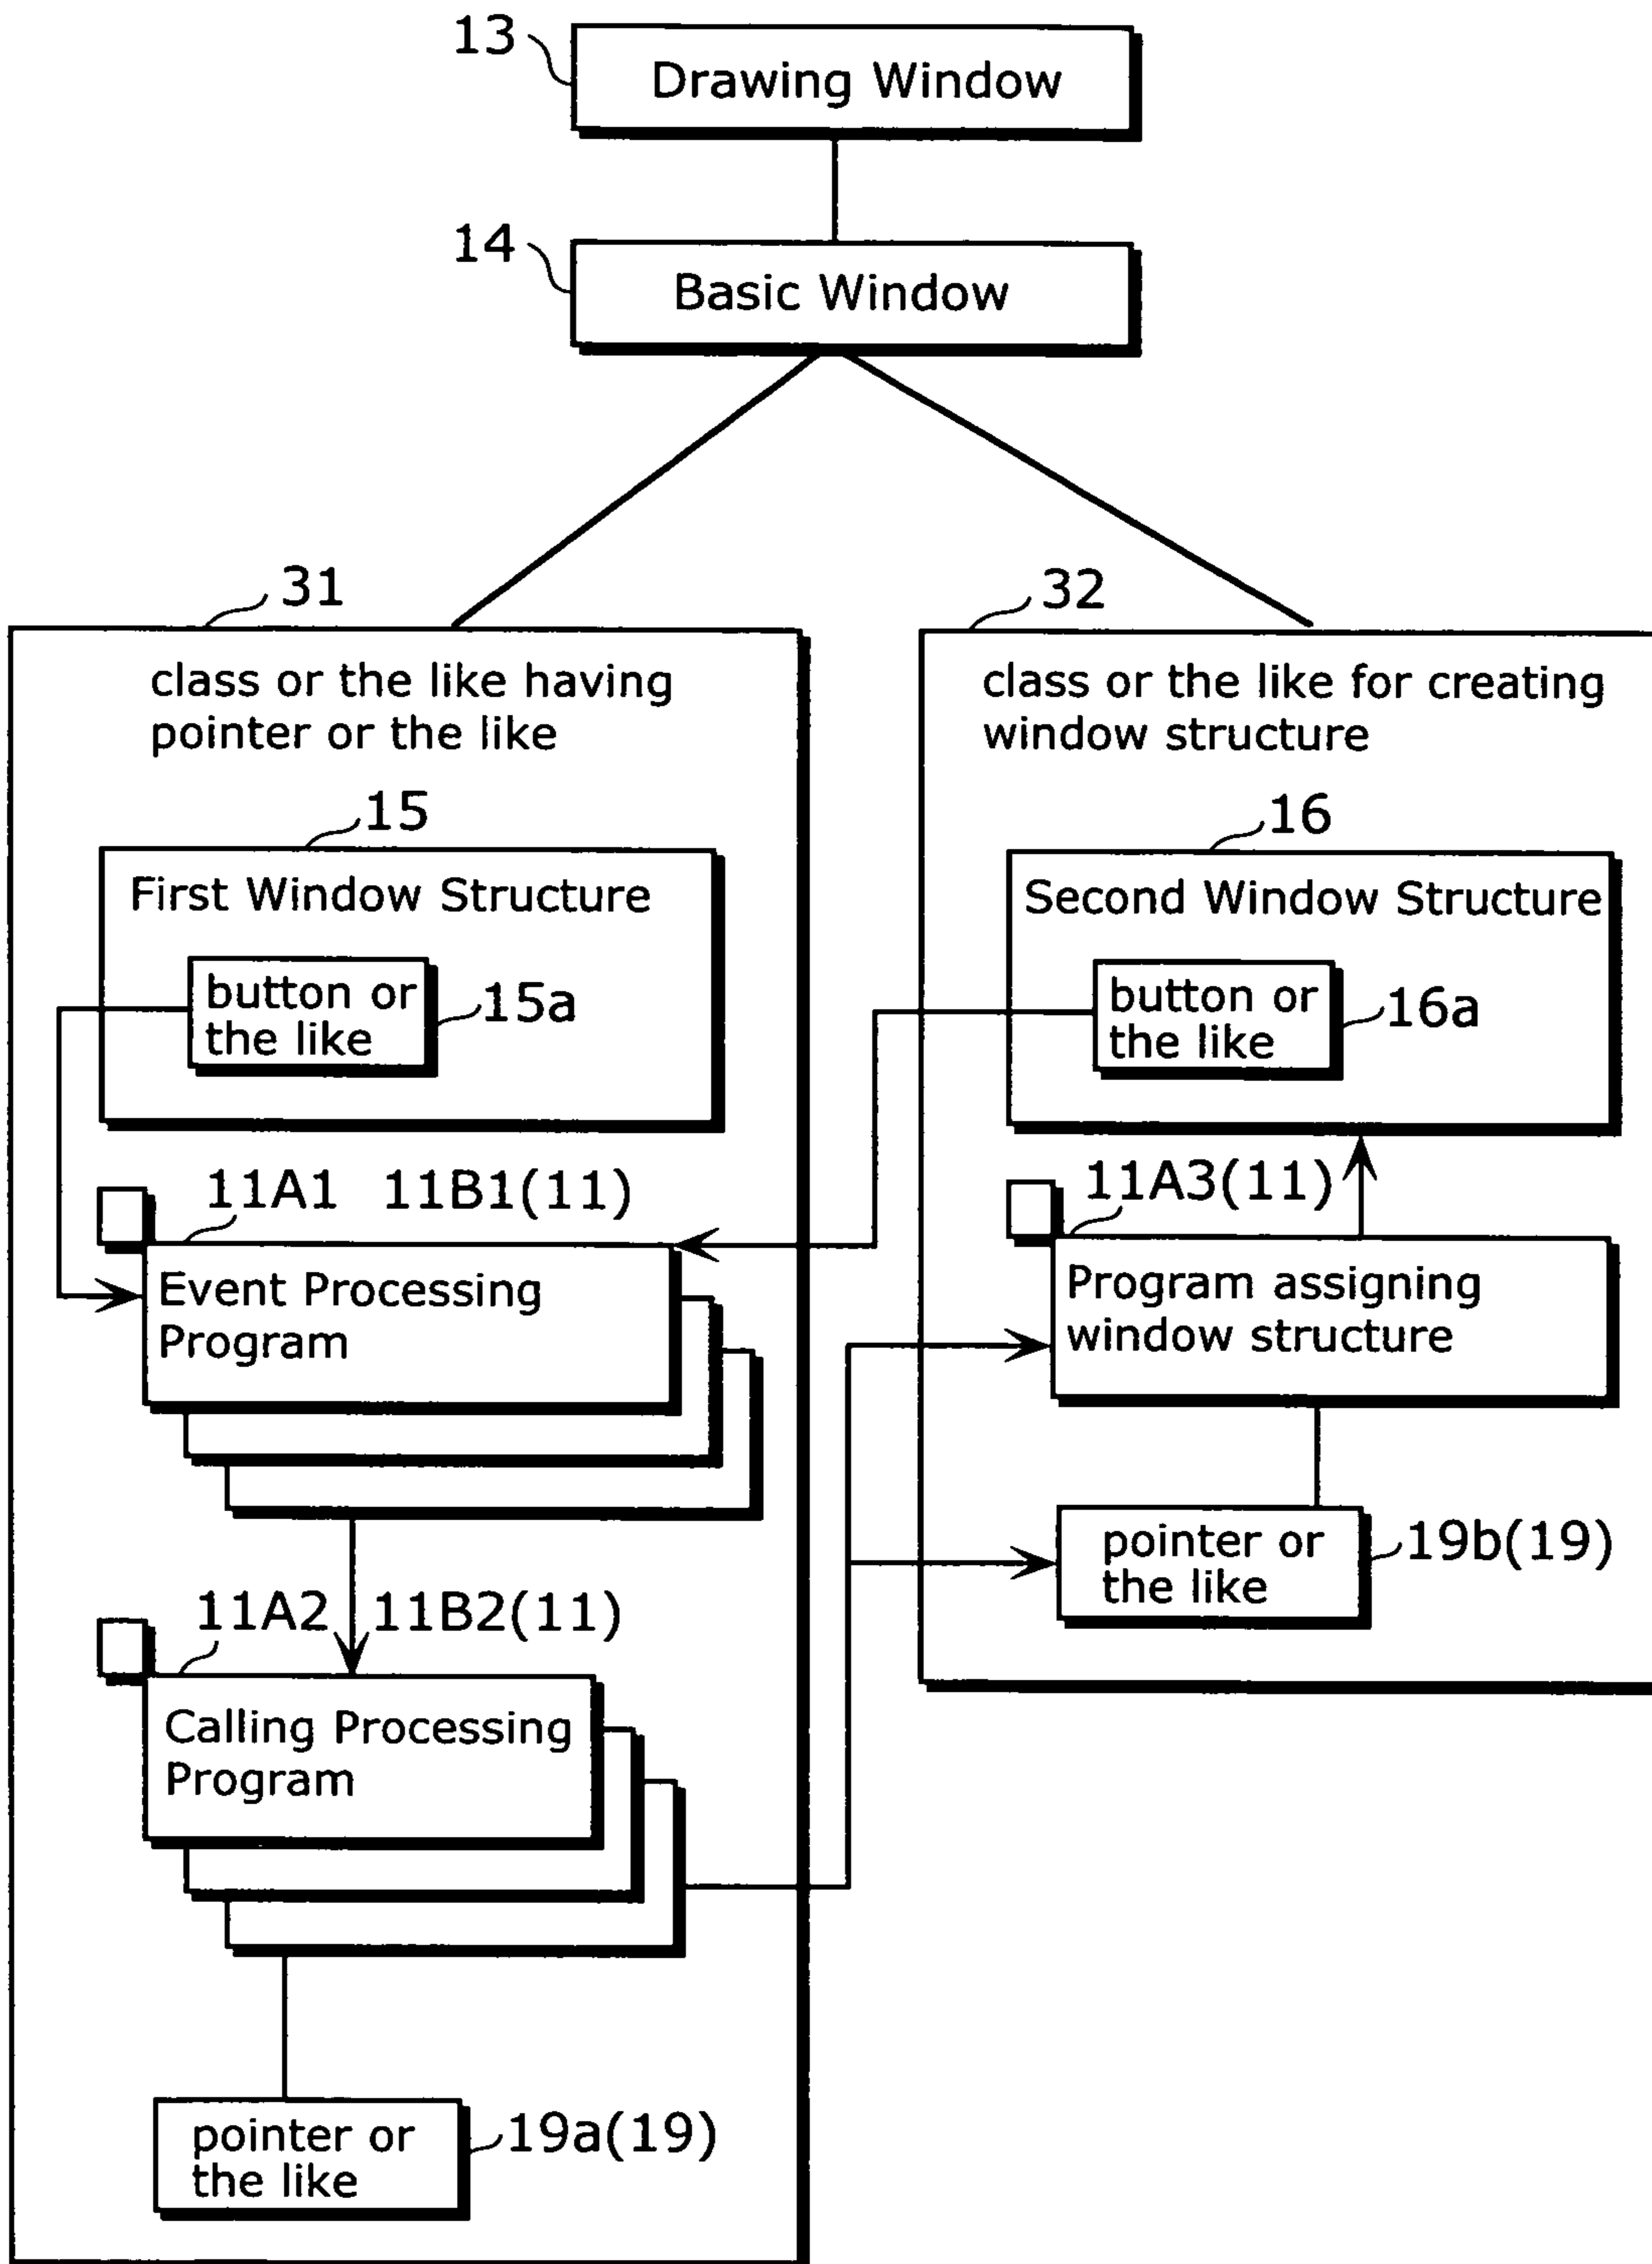 13
Drawing Window
14
Basic Window
31
class or the like having
pointer or the like
15
First Window Structure
button or
the like
15a
11A1 11B1(11)
Event Processing
Program
11A2 11B2(11)
Calling Processing
Program
pointer or
the like
19a(19)
32
class or the like for creating
window structure
16
Second Window Structure
button or
the like
16a
11A3(11)
Program assigning
window structure
pointer or
the like
19b(19)